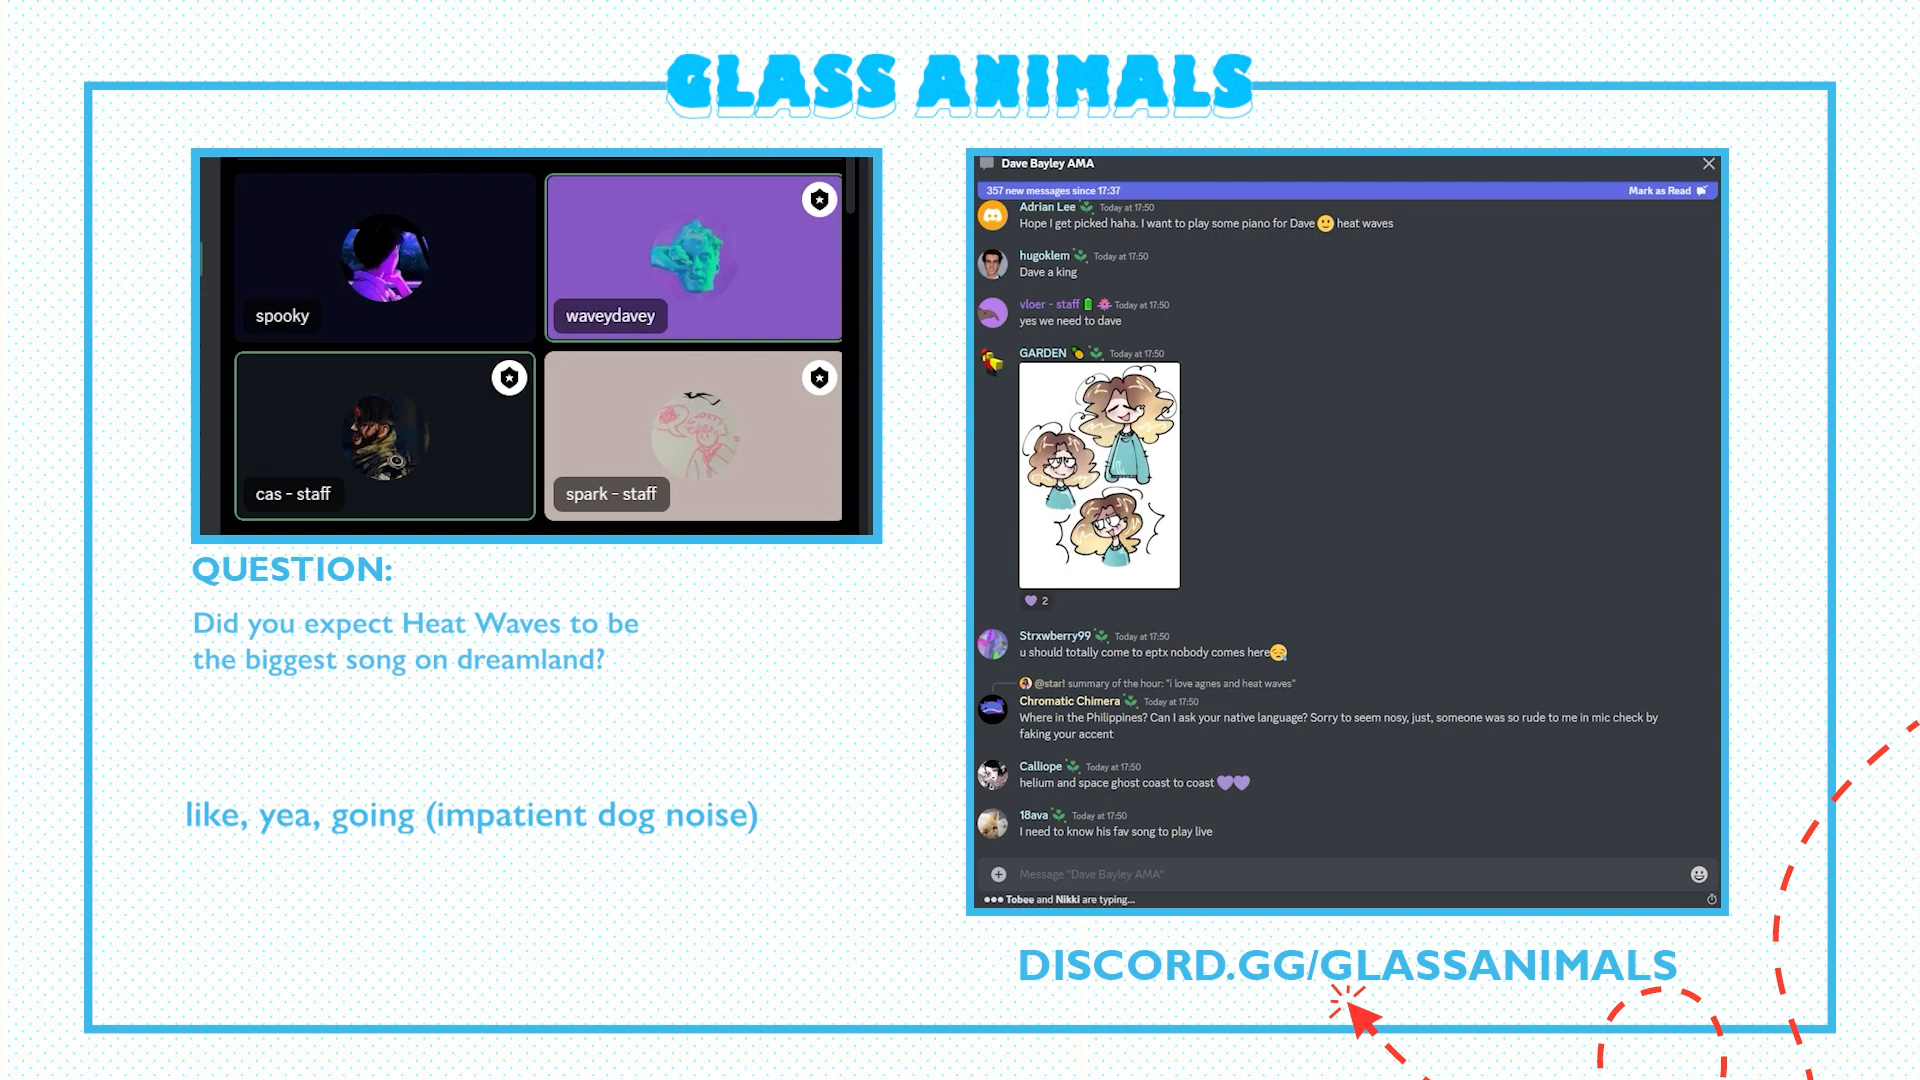 GLASS ANIMALS
spooky
waveydavey
cas - staff
spark - staff
QUESTION:
Did you expect Heat Waves to be
the biggest song on dreamland?
like, yea, going (impatient dog noise)
Dave Bayley AMA
357 new messages since 17:37
Mark as Read
Adrian Lee Today at 17:50
Hope I get picked haha. I want to play some piano for Dave 🙂 heat waves
hugoklem Today at 17:50
Dave a king
vloer - staff Today at 17:50
yes we need to dave
GARDEN Today at 17:50
2
Strxwberry99 Today at 17:50
u should totally come to eptx nobody comes here😪
@star! summary of the hour: "i love agnes and heat waves"
Chromatic Chimera Today at 17:50
Where in the Philippines? Can I ask your native language? Sorry to seem nosy, just, someone was so rude to me in mic check by
faking your accent
Calliope Today at 17:50
helium and space ghost coast to coast 💜💜
18ava Today at 17:50
I need to know his fav song to play live
Message "Dave Bayley AMA"
Tobee and Nikki are typing...
DISCORD.GG/GLASSANIMALS